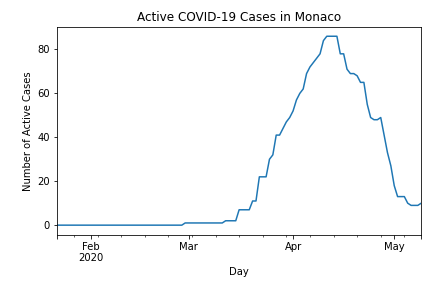 Active COVID-19 Cases in Monaco
Number of Active Cases
80
60
40
20
0
Feb
2020
Mar
Apr
May
Day